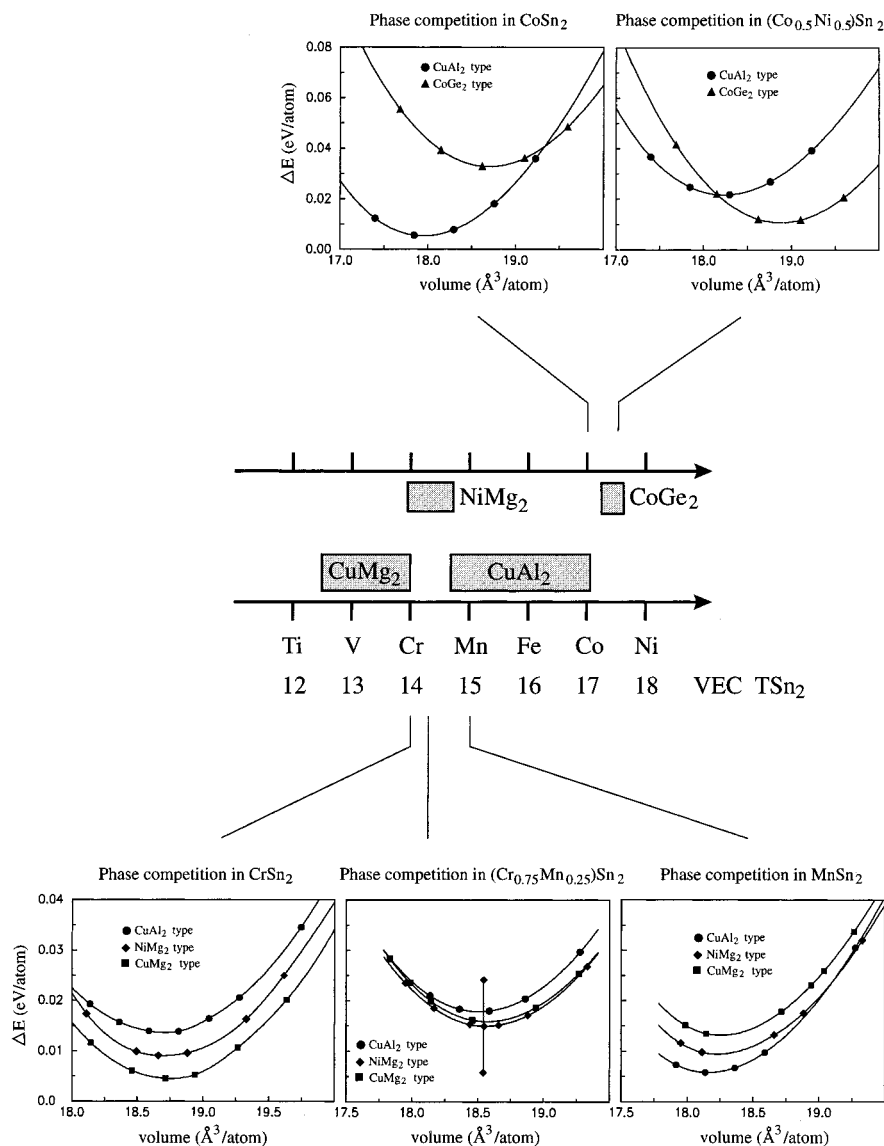 Phase competition in CoSn2
Phase competition in (Co0.5Ni0.5)Sn2
0.08
0.06
0.04
0.02
0.00
ΔE (eV/atom)
CuAl2 type
CoGe2 type
CuAl2 type
CoGe2 type
17.0 18.0 19.0
17.0 18.0 19.0
volume (Å3/atom)
volume (Å3/atom)
NiMg2
CoGe2
CuMg2
CuAl2
Ti V Cr Mn Fe Co Ni
12 13 14 15 16 17 18 VEC TSn2
Phase competition in CrSn2
Phase competition in (Cr0.75Mn0.25)Sn2
Phase competition in MnSn2
0.04
0.03
0.02
0.01
0.0
ΔE (eV/atom)
CuAl2 type
NiMg2 type
CuMg2 type
CuAl2 type
NiMg2 type
CuMg2 type
CuAl2 type
NiMg2 type
CuMg2 type
18.0 18.5 19.0 19.5
17.5 18.0 18.5 19.0
17.5 18.0 18.5 19.0 19.5
volume (Å3/atom)
volume (Å3/atom)
volume (Å3/atom)